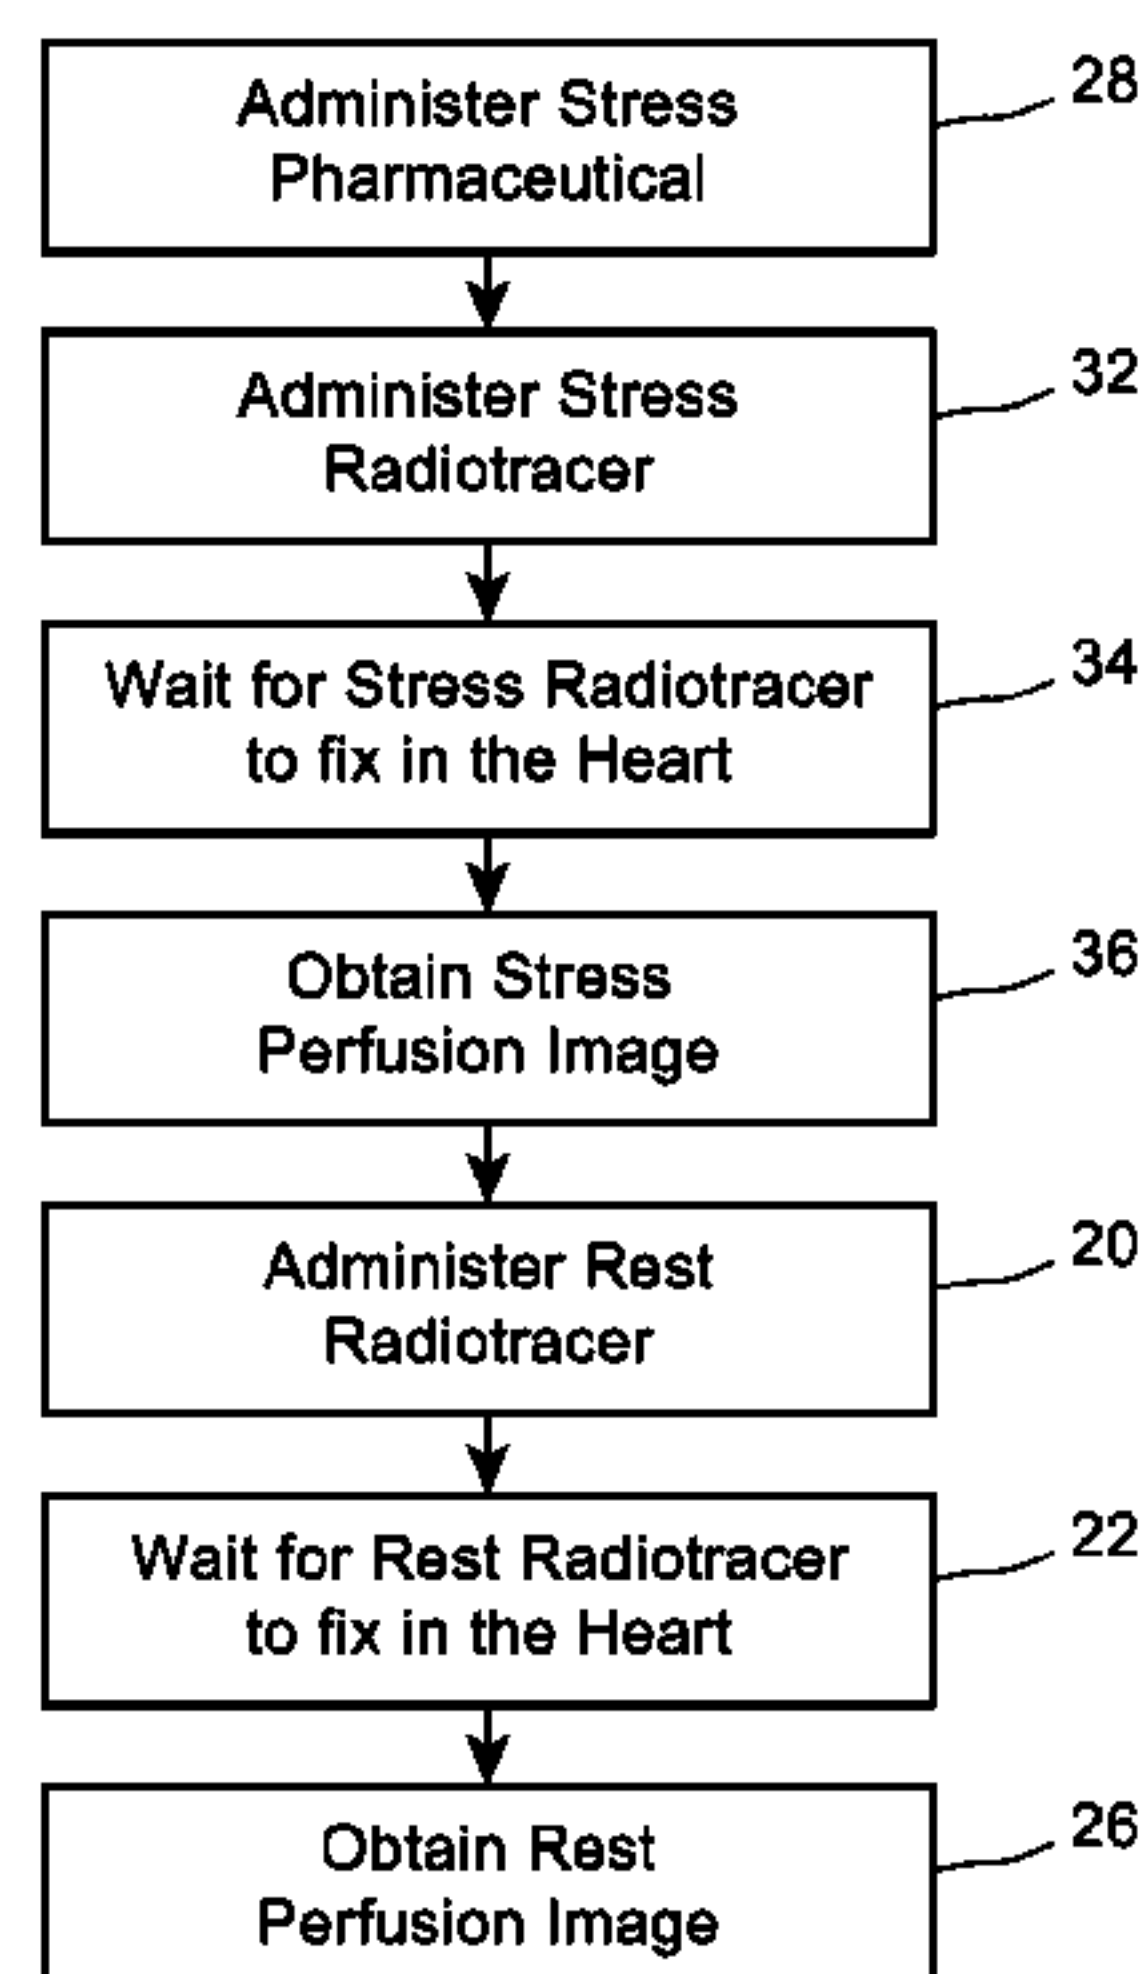 Administer Stress
Pharmaceutical
28
Administer Stress
Radiotracer
32
Wait for Stress Radiotracer
to fix in the Heart
34
Obtain Stress
Perfusion Image
36
Administer Rest
Radiotracer
20
Wait for Rest Radiotracer
to fix in the Heart
22
Obtain Rest
Perfusion Image
26